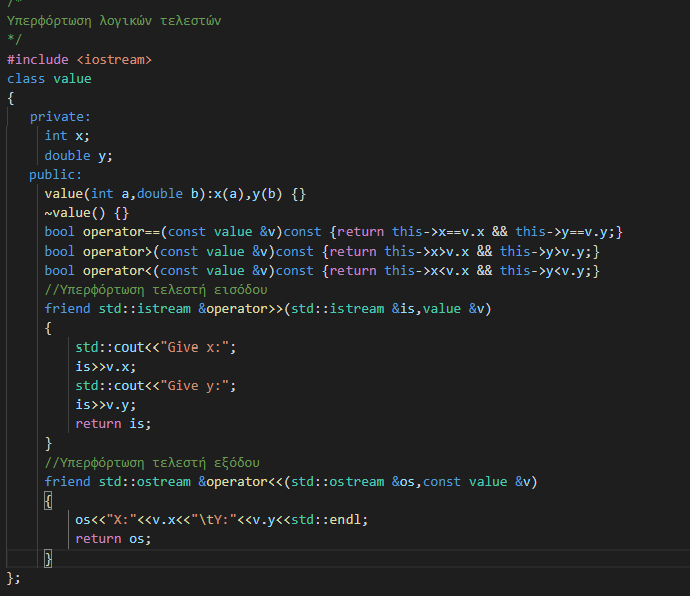 /*
Υπερφόρτωση λογικών τελεστών
*/
#include <iostream>
class value
{
private:
int x;
double y;
public:
value(int a,double b):x(a),y(b) {}
~value() {}
bool operator==(const value &v)const {return this->x==v.x && this->y==v.y;}
bool operator>(const value &v)const {return this->x>v.x && this->y>v.y;}
bool operator<(const value &v)const {return this->x<v.x && this->y<v.y;}
//Υπερφόρτωση τελεστή εισόδου
friend std::istream &operator>>(std::istream &is,value &v)
{
std::cout<<"Give x:";
is>>v.x;
std::cout<<"Give y:";
is>>v.y;
return is;
}
//Υπερφόρτωση τελεστή εξόδου
friend std::ostream &operator<<(std::ostream &os,const value &v)
{
os<<"X:"<<v.x<<"\tY:"<<v.y<<std::endl;
return os;
}
};